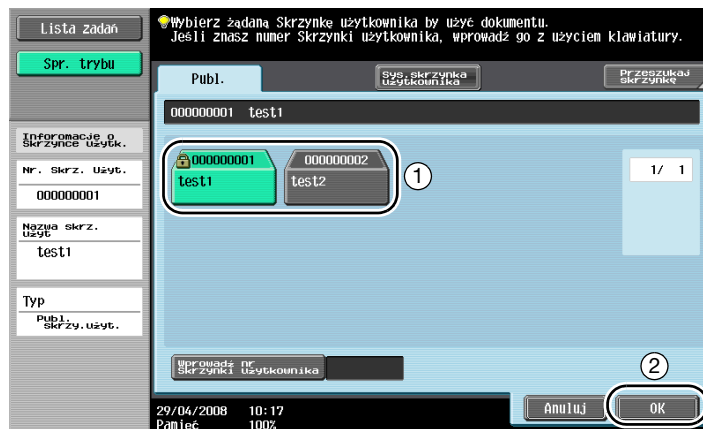 Lista zadań
Spr. trybu
Wybierz żądaną Skrzynkę użytkownika by użyć dokumentu.
Jeśli znasz numer Skrzynki użytkownika, wprowadź go z użyciem klawiatury.
Publ.
Sys.skrzynka
użytkownika
Przeszukaj
skrzynkę
000000001 test1
Inforomacje o
Skrzynce użytk.
Nr. Skrz. Użyt.
000000001
Nazwa skrz.
użyt
test1
Typ
Publ.
skrzy.użyt.
000000001
test1
000000002
test2
1
1/ 1
Wprowadź nr
Skrzynki użytkownika
2
Anuluj
OK
29/04/2008 10:17
Pamięć 100%